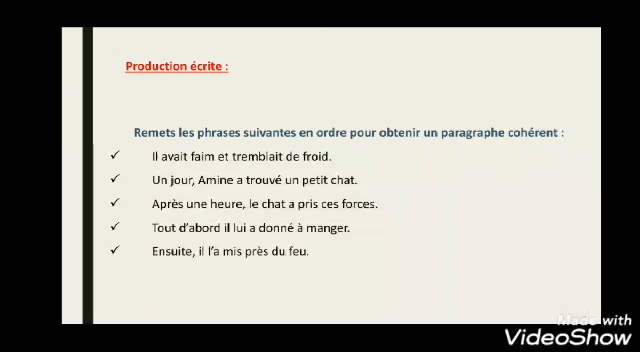 Production écrite :
Remets les phrases suivantes en ordre pour obtenir un paragraphe cohérent :
✓ Il avait faim et tremblait de froid.
✓ Un jour, Amine a trouvé un petit chat.
✓ Après une heure, le chat a pris ces forces.
✓ Tout d'abord il lui a donné à manger.
✓ Ensuite, il l'a mis près du feu.
Made with
VideoShow